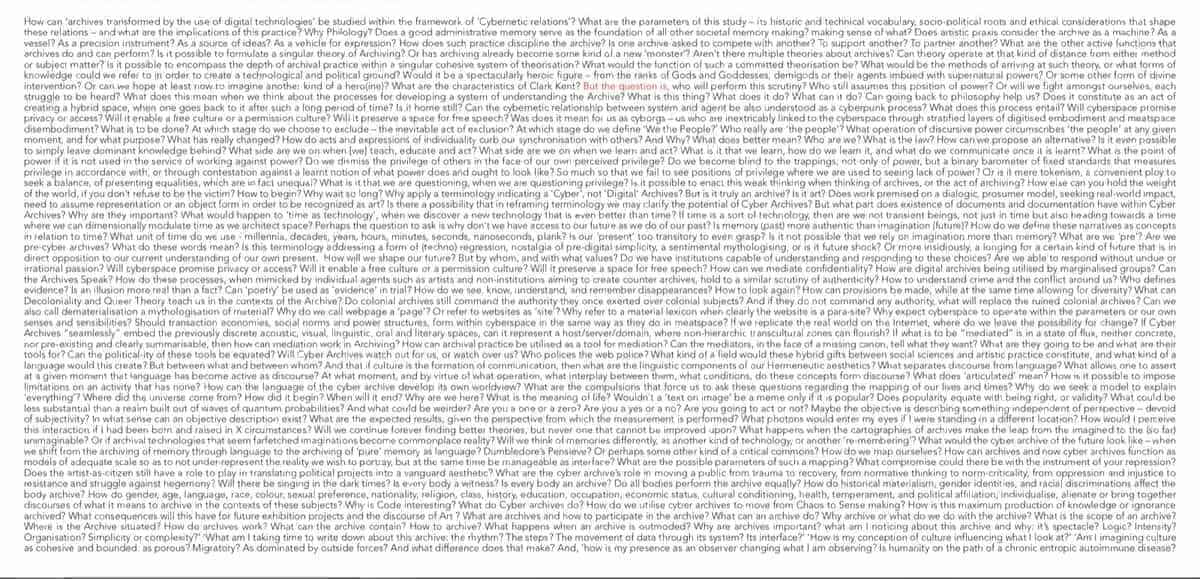 How can 'archives transformed by the use of digital technologies' be studied within the framework of 'Cybernetic relations'? What are the parameters of this study – its historic and technical vocabulary, socio-political roots and ethical considerations that shape
these relations – and what are the implications of this practice? Why Philology? Does a good administrative memory serve as the foundation of all other societal memory making? making sense of what? Does artistic praxis consider the archive as a machine? As a
vessel? As a precision instrument? As a source of ideas? As a vehicle for expression? How does such practice discipline the archive? Is one archive asked to compete with another? To support another? To partner another? What are the other active functions that
archives do and can perform? Is it possible to formulate a singular theory of Archiving? Or has archiving already become some kind of a new 'monster'? Aren't there multiple theories about archives? Can theory operate at that kind of distance from either method
or subject matter? Is it possible to encompass the depth of archival practice within a singular cohesive system of theorisation? What would the function of such a committed theorisation be? What would be the methods of arriving at such theory, or what forms of
knowledge could we refer to in order to create a technological and political ground? Would it be a spectacularly heroic figure – from the ranks of Gods and Goddesses, demigods or their agents imbued with supernatural powers? Or some other form of divine
intervention? Or can we hope at least now to imagine another kind of hero(ine)? What are the characteristics of Clark Kent? But the question is, who will perform this scrutiny? Who still assumes this position of power? Or will we fight amongst ourselves, each
struggle to be heard? What does this mean when we think about the processes for developing a system of understanding the Archive? What is this thing? What does it do? What can it do? Can going back to philosophy help us? Does it constitute as an act of
creating a hybrid space, when one goes back to it after such a long period of time? Is it home still? Can the cybernetic relationship between system and agent be also understood as a cyberpunk process? What does this process entail? Will cyberspace promise
privacy or access? Will it enable a free culture or a permission culture? Will it preserve a space for free speech? Was does it mean for us as cyborgs – us who are inextricably linked to the cyberspace through stratified layers of digitised embodiment and meatspace
disembodiment? What is to be done? At which stage do we choose to exclude – the inevitable act of exclusion? At which stage do we define 'We the People?' Who really are 'the people'? What operation of discursive power circumscribes 'the people' at any given
moment, and for what purpose? What has really changed? How do acts and expressions of individuality curb our synchronisation with others? And Why? What does better mean? Who are we? What is the law? How can we propose an alternative? Is it even possible
to simply leave dominant knowledge behind? What side are we on when [we] teach, educate and act? What side are we on when we learn and act? What is it that we learn, how do we learn it, and what do we communicate once it is learnt? What is the point of
power if it is not used in the service of working against power? Do we dismiss the privilege of others in the face of our own perceived privilege? Do we become blind to the trappings, not only of power, but a binary barometer of fixed standards that measures
privilege in accordance with, or through contestation against a learnt notion of what power does and ought to look like? So much so that we fail to see positions of privilege where we are used to seeing lack of power? Or is it mere tokenism, a convenient ploy to
seek a balance, of presenting equalities, which are in fact unequal? What is it that we are questioning, when we are questioning privilege? Is it possible to enact this weak thinking when thinking of archives, or the act of archiving? How else can you hold the weight
of the world, if you don't refuse to be the victim? How to begin? Why wait so long? Why apply a terminology indicating a 'Cyber', not 'Digital' Archives? But is it truly an archive? Is it art? Does work premised on a dialogic, prosumer model, seeking real-world impact,
need to assume representation or an object form in order to be recognized as art? Is there a possibility that in reframing terminology we may clarify the potential of Cyber Archives? But what part does existence of documents and documentation have within Cyber
Archives? Why are they important? What would happen to 'time as technology', when we discover a new technology that is even better than time? If time is a sort of technology, then are we not transient beings, not just in time but also heading towards a time
where we can dimensionally modulate time as we architect space? Perhaps the question to ask is why don't we have access to our future as we do of our past? Is memory (past) more authentic than imagination (future)? How do we define these narratives as concepts
in relation to time? What unit of time do we use - millennia, decades, years, hours, minutes, seconds, nanoseconds, plank? Is our 'present' too transitory to even grasp? Is it not possible that we rely on imagination more than memory? What are we 'pre'? Are we
pre-cyber archives? What do these words mean? Is this terminology addressing a form of (techno) regression, nostalgia of pre-digital simplicity, a sentimental mythologising, or is it future shock? Or more insidiously, a longing for a certain kind of future that is in
direct opposition to our current understanding of our own present. How will we shape our future? But by whom, and with what values? Do we have institutions capable of understanding and responding to these choices? Are we able to respond without undue or
irrational passion? Will cyberspace promise privacy or access? Will it enable a free culture or a permission culture? Will it preserve a space for free speech? How can we mediate confidentiality? How are digital archives being utilised by marginalised groups? Can
the Archives Speak? How do these processes, when mimicked by individual agents such as artists and non-institutions aiming to create counter archives, hold to a similar scrutiny of authenticity? How to understand crime and the conflict around us? Who defines
evidence? Is an illusion more real than a fact? Can 'poetry' be used as 'evidence' in trial? How do we see, know, understand, and remember disappearances? How to look again? How can provisions be made, while at the same time allowing for diversity? What can
Decoloniality and Queer Theory teach us in the contexts of the Archive? Do colonial archives still command the authority they once exerted over colonial subjects? And if they do not command any authority, what will replace the ruined colonial archives? Can we
also call dematerialisation a mythologisation of material? Why do we call webpage a 'page'? Or refer to websites as 'site'? Why refer to a material lexicon when clearly the website is a para-site? Why expect cyberspace to operate within the parameters or our own
senses and sensibilities? Should transaction economies, social norms and power structures, form within cyberspace in the same way as they do in meatspace? If we replicate the real world on the Internet, where do we leave the possibility for change? If Cyber
Archives "seamlessly" embed the previously discrete acoustic, visual, linguistic, oral and literary spaces, can it represent a host/server/domain, where non-hierarchic transcultural zones can flourish? If what is to be "mediated" is in a state of flux, neither concrete,
nor pre-existing and clearly summarisable, then how can mediation work in Archiving? How can archival practice be utilised as a tool for mediation? Can the mediators, in the face of a missing canon, tell what they want? What are they going to be and what are their
tools for? Can the political-ity of these tools be equated? Will Cyber Archives watch out for us, or watch over us? Who polices the web police? What kind of a field would these hybrid gifts between social sciences and artistic practice constitute, and what kind of a
language would this create? But between what and between whom? And that if culture is the formation of communication, then what are the linguistic components of our Hermeneutic aesthetics? What separates discourse from language? What allows one to assert
at a given moment that language has become active as discourse? At what moment, and by virtue of what operation, what interplay between them, what conditions, do these concepts form discourse? What does 'articulated' mean? How is it possible to impose
limitations on an activity that has none? How can the language of the cyber archive develop its own worldview? What are the compulsions that force us to ask these questions regarding the mapping of our lives and times? Why do we seek a model to explain
'everything'? Where did the universe come from? How did it begin? When will it end? Why are we here? What is the meaning of life? Wouldn't a 'text on image' be a meme only if it is popular? Does popularity equate with being right, or validity? What could be
less substantial than a realm built out of waves of quantum probabilities? And what could be weirder? Are you a one or a zero? Are you a yes or a no? Are you going to act or not? Maybe the objective is describing something independent of perspective – devoid
of subjectivity? In what sense can an objective description exist? What are the expected results, given the perspective from which the measurement is performed? What photons would enter my eyes if I were standing in a different location? How would I perceive
this interaction if I had been born and raised in X circumstances? Will we continue forever finding better theories, but never one that cannot be improved upon? What happens when the cartographies of archives make the leap from the imagined to the (so far)
unimaginable? Or if archival technologies that seem farfetched imaginations become commonplace reality? Will we think of memories differently, as another kind of technology, or another 're-membering'? What would the cyber archive of the future look like – when
we shift from the archiving of memory through language to the archiving of 'pure' memory as language? Dumbledore's Pensieve? Or perhaps some other kind of a critical commons? How do we map ourselves? How can archives and now cyber archives function as
models of adequate scale so as to not under-represent the reality we wish to portray, but at the same time be manageable as interface? What are the possible parameters of such a mapping? What compromise could there be with the instrument of your repression?
Does the artist-as-citizen still have a role to play in translating political projects into a vanguard aesthetic? What are the cyber archive's role in moving a public from trauma to recovery, from normative thinking to norm-criticality, from oppression and injustice to
resistance and struggle against hegemony? Will there be singing in the dark times? Is every body a witness? Is every body an archive? Do all bodies perform the archive equally? How do historical materialism, gender identities, and racial discriminations affect the
body archive? How do gender, age, language, race, colour, sexual preference, nationality, religion, class, history, education, occupation, economic status, cultural conditioning, health, temperament, and political affiliation, individualise, alienate or bring together
discourses of what it means to archive in the contexts of these subjects? Why is Code interesting? What do Cyber archives do? How do we utilise cyber archives to move from Chaos to Sense making? How is this maximum production of knowledge or ignorance
archived? What consequences will this have for future exhibition projects and the discourse of Art? What are archives and how to participate in the archive? What can an archive do? Why archive or what do we do with the archive? What is the scope of an archive?
Where is the Archive situated? How do archives work? What can the archive contain? How to archive? What happens when an archive is outmoded? Why are archives important? what am I noticing about this archive and why: it's spectacle? Logic? Intensity?
Organisation? Simplicity or complexity?' 'What am I taking time to write down about this archive: the rhythm? The steps? The movement of data through its system? Its interface?' 'How is my conception of culture influencing what I look at?' 'Am I imagining culture
as cohesive and bounded. as porous? Migratory? As dominated by outside forces? And what difference does that make? And, 'how is my presence as an observer changing what I am observing? Is humanity on the path of a chronic entropic autoimmune disease?